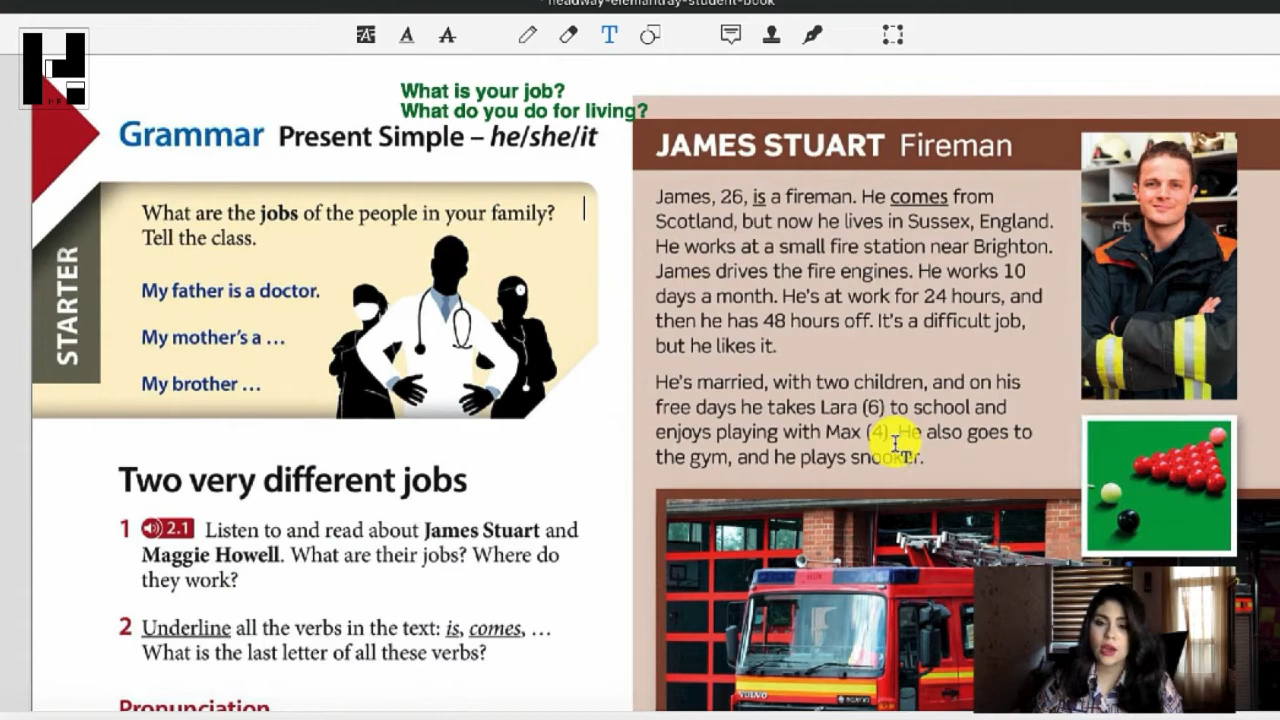 headway-elemantray-student-book
What is your job?
What do you do for living?
Grammar Present Simple – he/she/it
STARTER
What are the jobs of the people in your family?
Tell the class.
My father is a doctor.
My mother's a …
My brother …
Two very different jobs
1 2.1 Listen to and read about James Stuart and
Maggie Howell. What are their jobs? Where do
they work?
2 Underline all the verbs in the text: is, comes, …
What is the last letter of all these verbs?
Pronunciation
JAMES STUART Fireman
James, 26, is a fireman. He comes from
Scotland, but now he lives in Sussex, England.
He works at a small fire station near Brighton.
James drives the fire engines. He works 10
days a month. He's at work for 24 hours, and
then he has 48 hours off. It's a difficult job,
but he likes it.
He's married, with two children, and on his
free days he takes Lara (6) to school and
enjoys playing with Max (4). He also goes to
the gym, and he plays snooker.
VOLVO